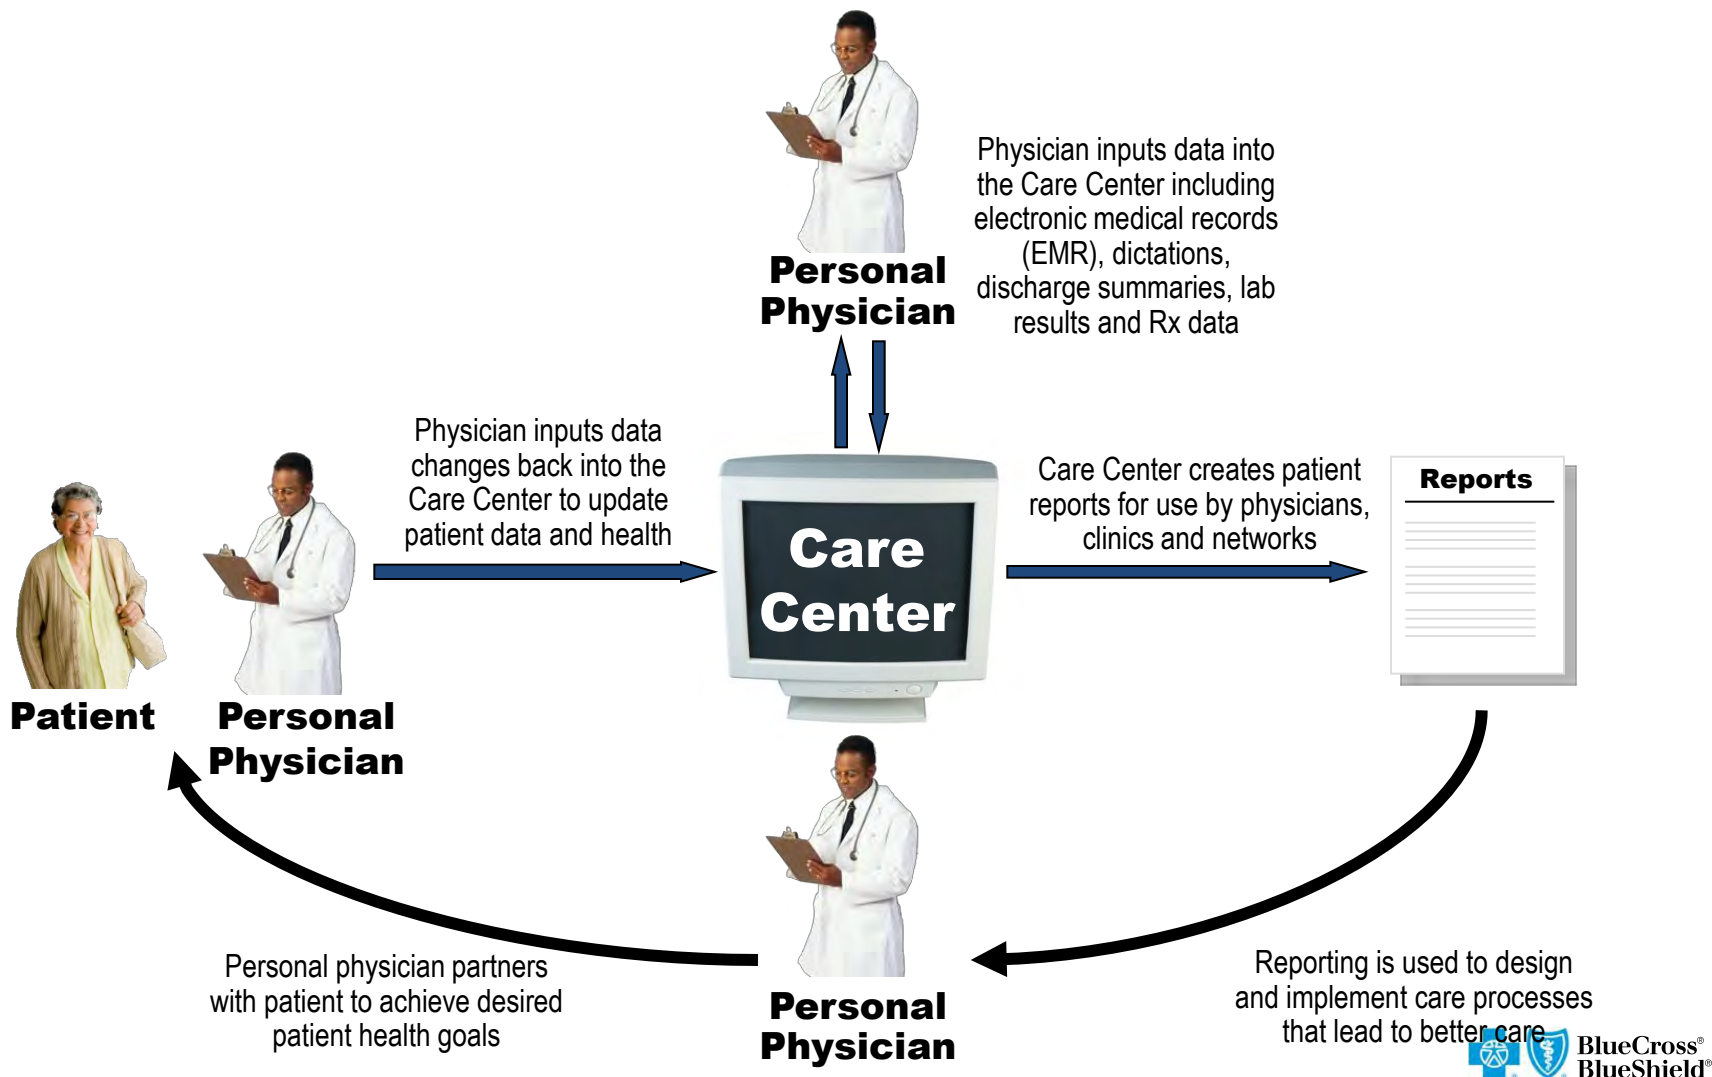 Personal
Physician
Physician inputs data into
the Care Center including
electronic medical records
(EMR), dictations,
discharge summaries, lab
results and Rx data
Physician inputs data
changes back into the
Care Center to update
patient data and health
Care
Center
Care Center creates patient
reports for use by physicians,
clinics and networks
Reports
Patient
Personal
Physician
Personal physician partners
with patient to achieve desired
patient health goals
Personal
Physician
Reporting is used to design
and implement care processes
that lead to better care
BlueCross®
BlueShield®